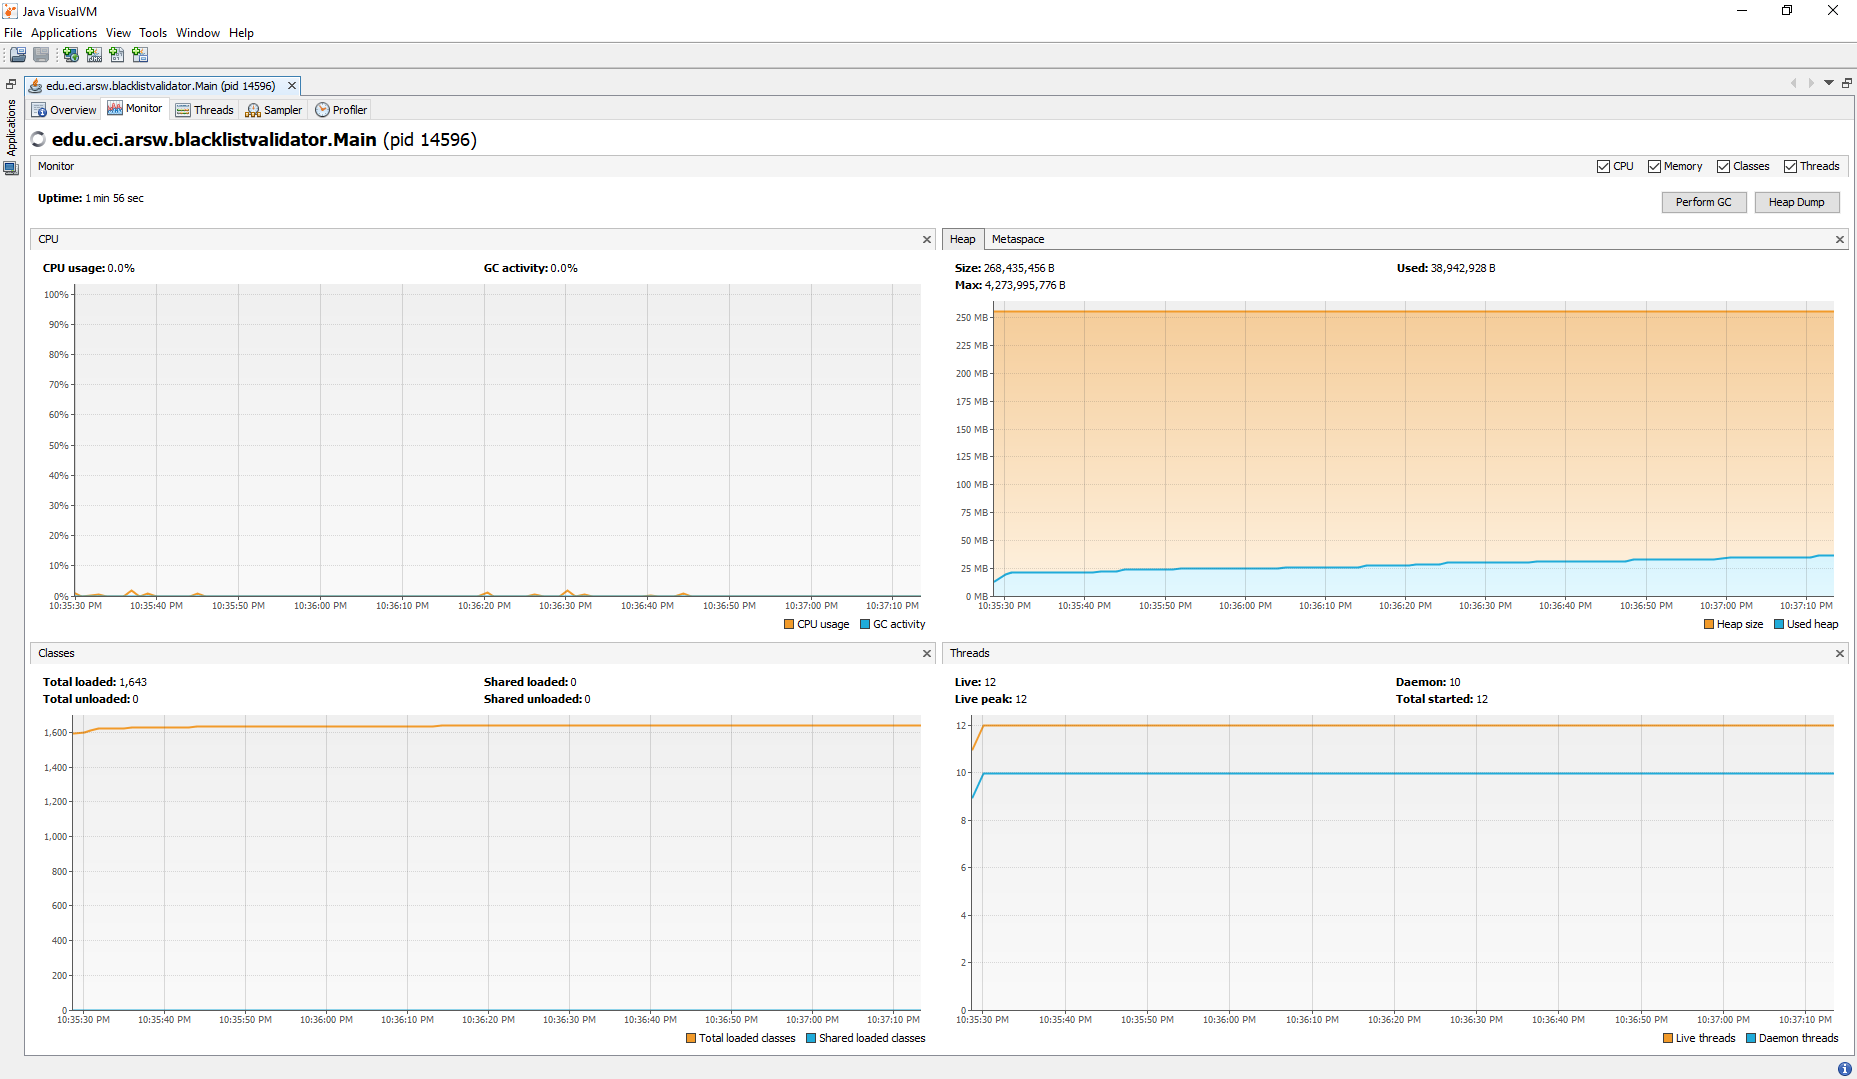 Java VisualVM
File Applications View Tools Window Help
edu.eci.arsw.blacklistvalidator.Main (pid 14596)
Applications
Overview Monitor Threads Sampler Profiler
edu.eci.arsw.blacklistvalidator.Main (pid 14596)
Monitor
CPU Memory Classes Threads
Uptime: 1 min 56 sec
Perform GC Heap Dump
CPU
CPU usage: 0.0% GC activity: 0.0%
100%
90%
80%
70%
60%
50%
40%
30%
20%
10%
0%
10:35:30 PM 10:35:40 PM 10:35:50 PM 10:36:00 PM 10:36:10 PM 10:36:20 PM 10:36:30 PM 10:36:40 PM 10:36:50 PM 10:37:00 PM 10:37:10 PM
CPU usage GC activity
Heap Metaspace
Size: 268,435,456 B Used: 38,942,928 B
Max: 4,273,995,776 B
250 MB
225 MB
200 MB
175 MB
150 MB
125 MB
100 MB
75 MB
50 MB
25 MB
0 MB
10:35:30 PM 10:35:40 PM 10:35:50 PM 10:36:00 PM 10:36:10 PM 10:36:20 PM 10:36:30 PM 10:36:40 PM 10:36:50 PM 10:37:00 PM 10:37:10 PM
Heap size Used heap
Classes
Total loaded: 1,643 Shared loaded: 0
Total unloaded: 0 Shared unloaded: 0
1,600
1,400
1,200
1,000
800
600
400
200
0
10:35:30 PM 10:35:40 PM 10:35:50 PM 10:36:00 PM 10:36:10 PM 10:36:20 PM 10:36:30 PM 10:36:40 PM 10:36:50 PM 10:37:00 PM 10:37:10 PM
Total loaded classes Shared loaded classes
Threads
Live: 12 Daemon: 10
Live peak: 12 Total started: 12
12
10
8
6
4
2
0
10:35:30 PM 10:35:40 PM 10:35:50 PM 10:36:00 PM 10:36:10 PM 10:36:20 PM 10:36:30 PM 10:36:40 PM 10:36:50 PM 10:37:00 PM 10:37:10 PM
Live threads Daemon threads